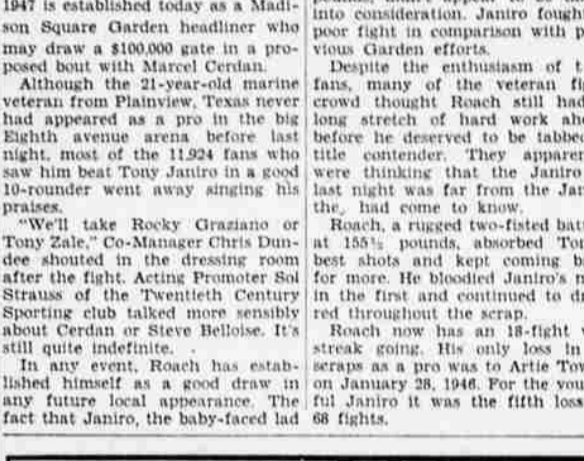 1947 is established today as a Madi-
son Square Garden headliner who
may draw a $100,000 gate in a pro-
posed bout with Marcel Cerdan.
Although the 21-year-old marine
veteran from Plainview, Texas never
had appeared as a pro in the big
Eighth avenue arena before last
night, most of the 11,924 fans who
saw him beat Tony Janiro in a good
10-rounder went away singing his
praises.
"We'll take Rocky Graziano or
Tony Zale," Co-Manager Chris Dun-
dee shouted in the dressing room
after the fight. Acting Promoter Sol
Strauss of the Twentieth Century
Sporting club talked more sensibly
about Cerdan or Steve Belloise. It's
still quite indefinite.
In any event, Roach has estab-
lished himself as a good draw in
any future local appearance. The
fact that Janiro, the baby-faced lad
into consideration. Janiro fough
poor fight in comparison with p
vious Garden efforts.
Despite the enthusiasm of t
fans, many of the veteran fi
crowd thought Roach still had
long stretch of hard work ahe
before he deserved to be tabbed
title contender. They apparen
were thinking that the Janiro
last night was far from the Jan
the, had come to know.
Roach, a rugged two-fisted batt
at 155½ pounds, absorbed Ton
best shots and kept coming ba
for more. He bloodied Janiro's n
in the first and continued to d
red throughout the scrap.
Roach now has an 18-fight w
streak going. His only loss in
scraps as a pro was to Artie Tow
on January 28, 1946. For the you
ful Janiro it was the fifth loss
68 fights.